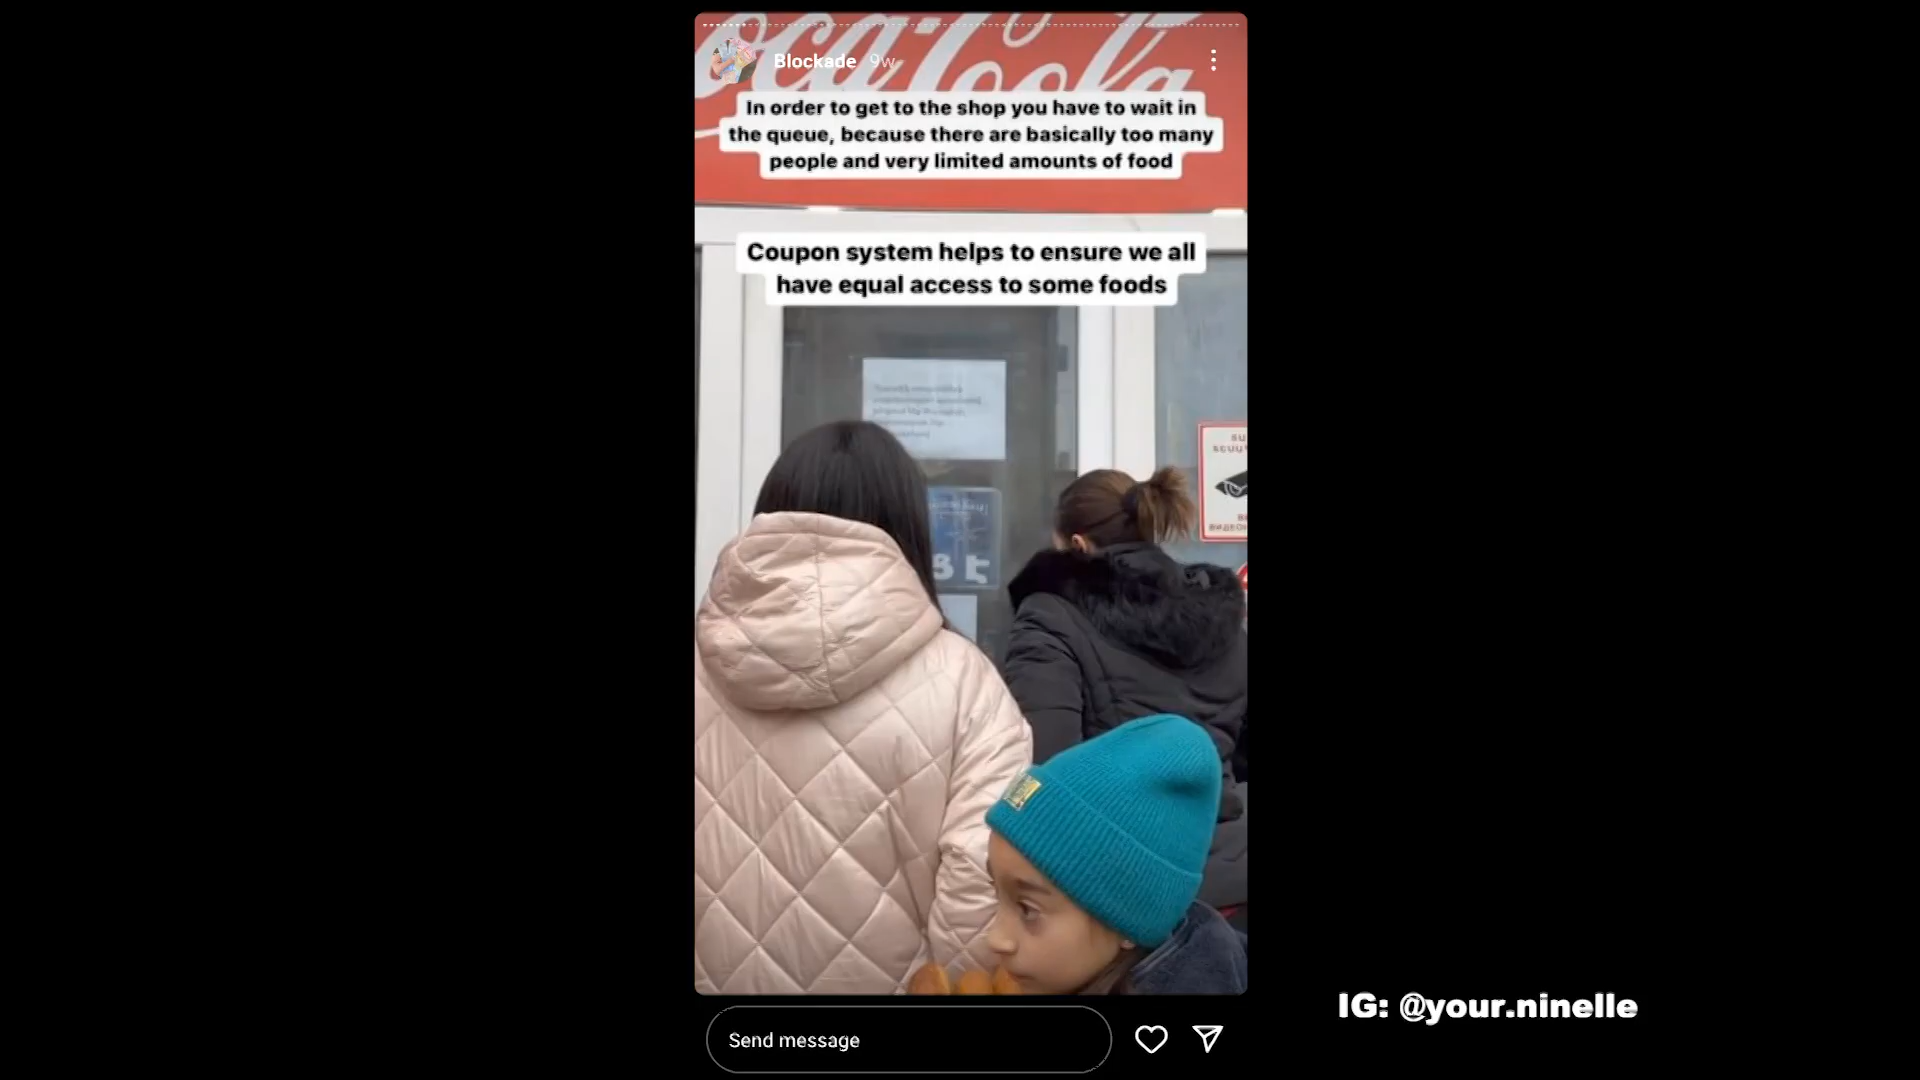 Coca-Cola
Blockade 9w
In order to get to the shop you have to wait in
the queue, because there are basically too many
people and very limited amounts of food
Coupon system helps to ensure we all
have equal access to some foods
Send message
IG: @your.ninelle